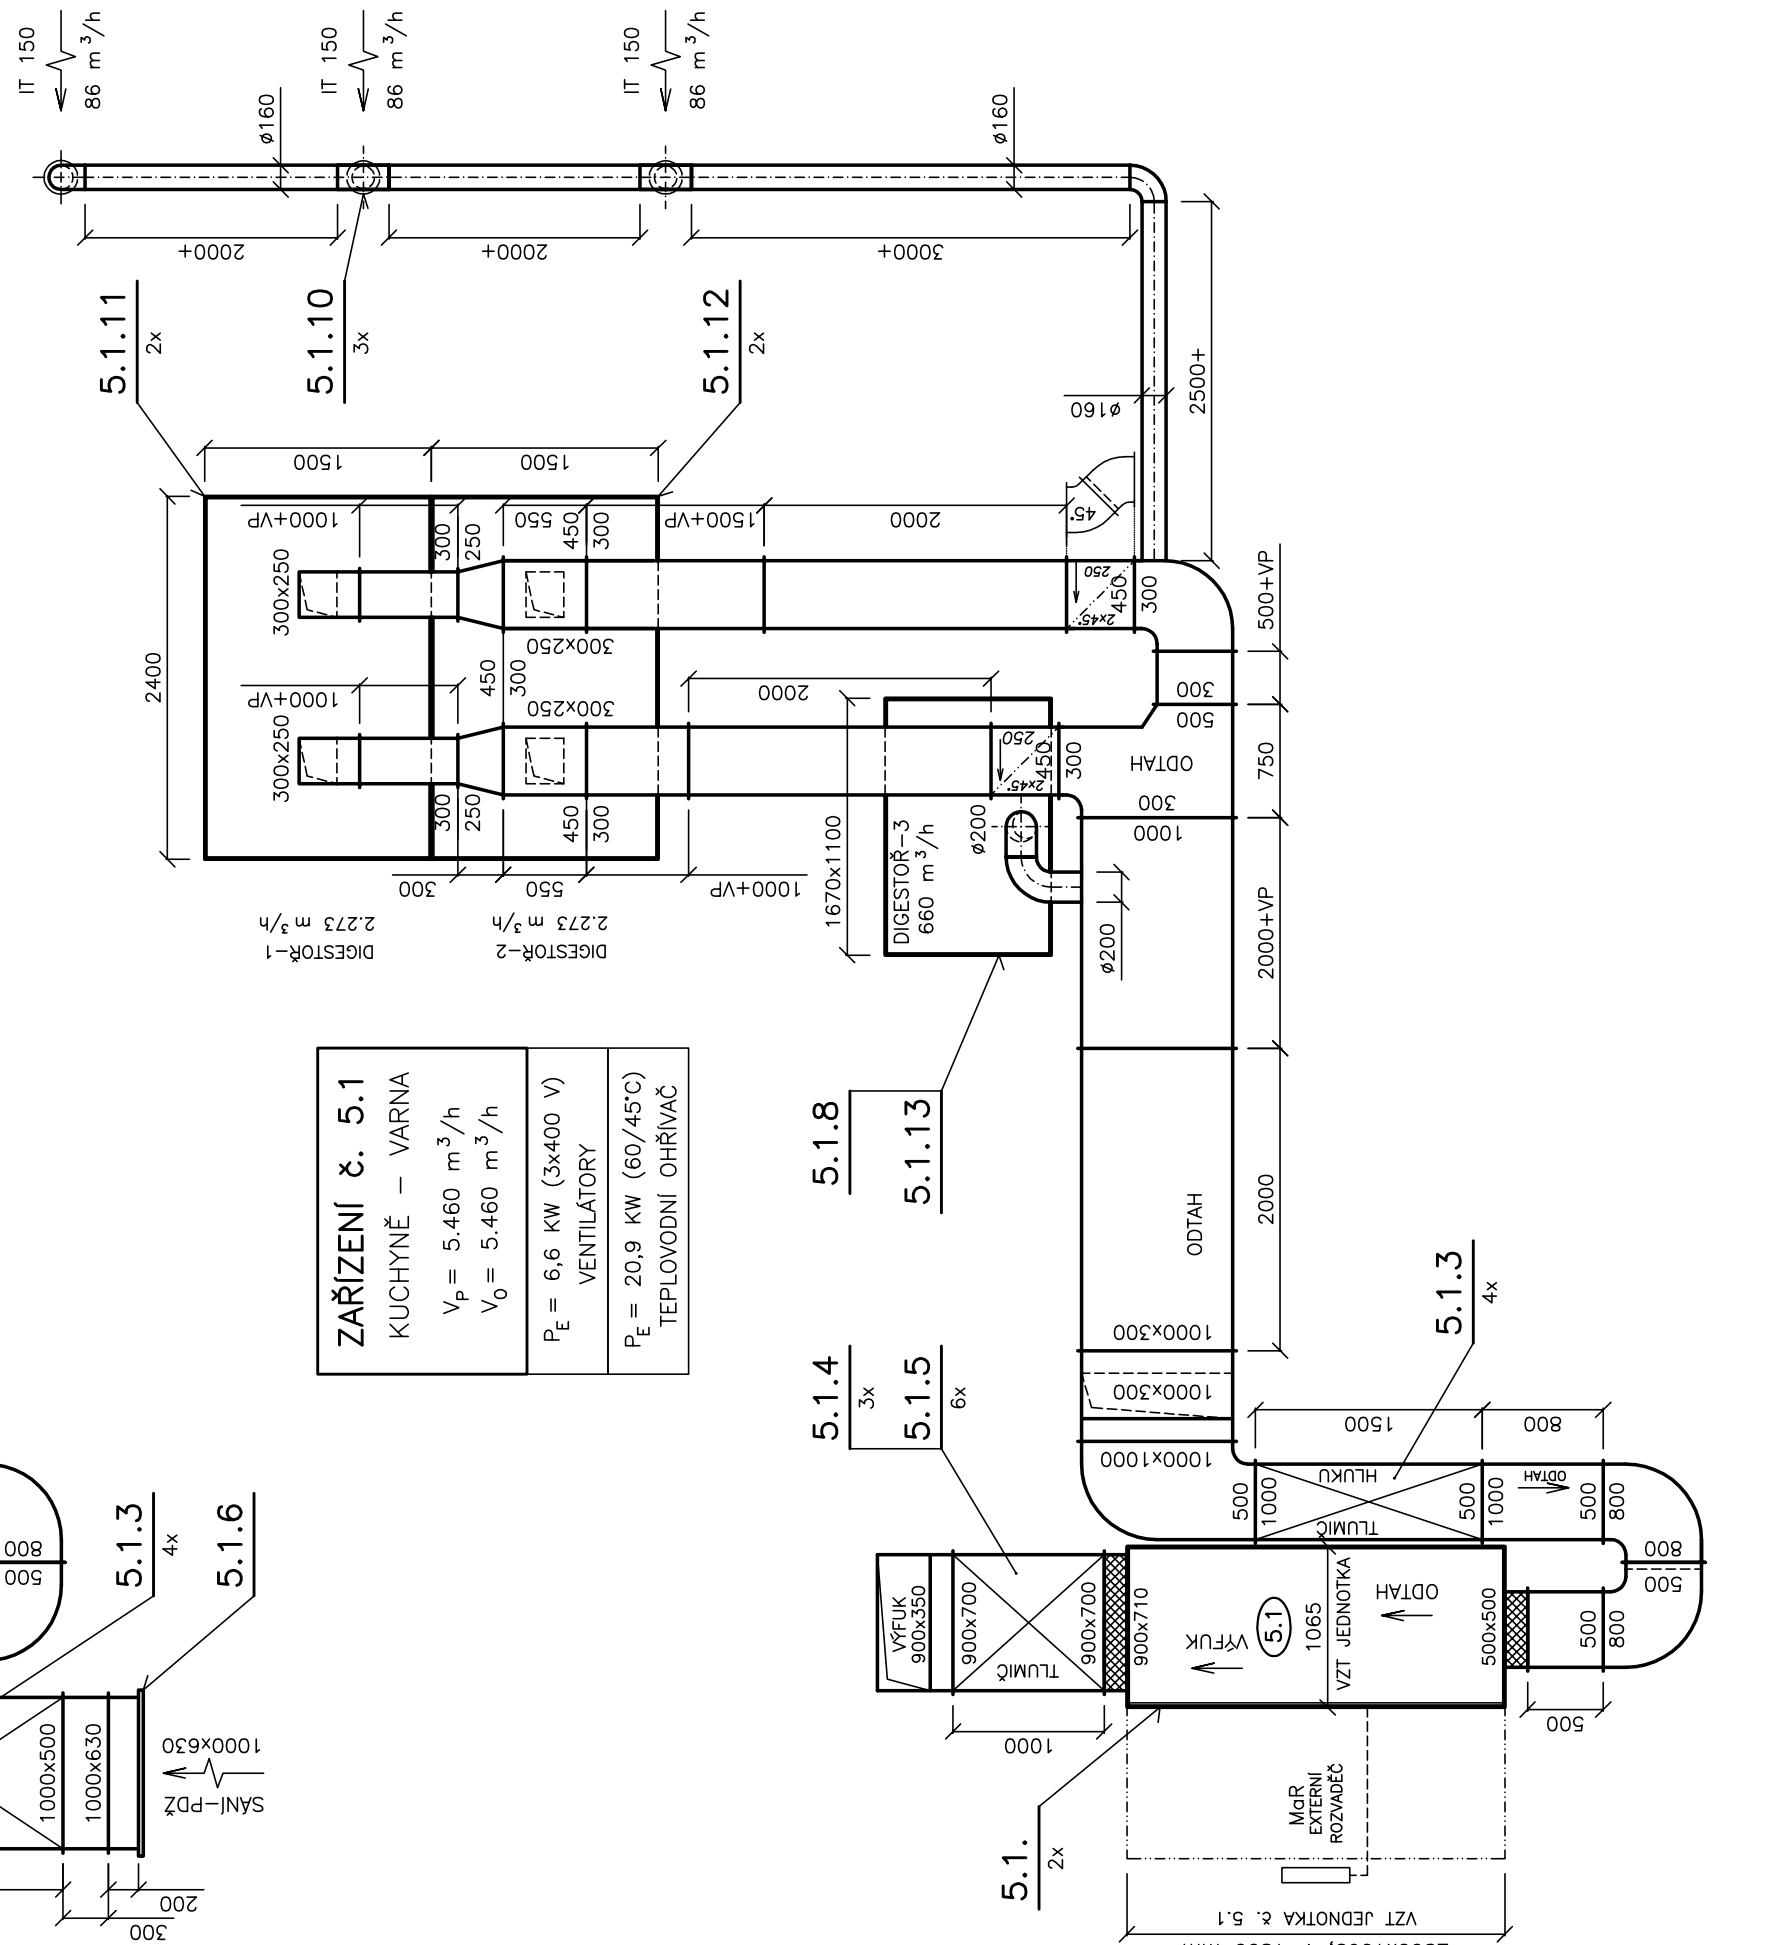 IT 150
86 m³/h
IT 150
86 m³/h
IT 150
86 m³/h
ø160
ø160
2000+
2000+
3000+
5.1.11
2x
5.1.10
3x
5.1.12
2x
2500+
ø160
1500
1500
2400
1000+VP
300
250
550
450
300
1500+VP
2000
45°
300x250
300x250
250
2x45°
450
300
500+VP
1000+VP
450
300
300x250
300x250
2000
300
500
250
2x45°
450
300
ODTAH
750
300
250
450
300
300
1000
300
550
1000+VP
1670x1100
DIGESTOŘ-3
660 m³/h
ø200
ø200
2000+VP
DIGESTOŘ-1
2.273 m³/h
DIGESTOŘ-2
2.273 m³/h
ZAŘÍZENÍ č. 5.1
KUCHYNĚ – VARNA
VP = 5.460 m³/h
VO = 5.460 m³/h
PE = 6,6 KW (3x400 V)
VENTILÁTORY
PE = 20,9 KW (60/45°C)
TEPLOVODNÍ OHŘÍVAČ
5.1.8
5.1.13
ODTAH
2000
1000x300
1000x300
1000x1000
5.1.3
4x
5.1.4
3x
5.1.5
6x
1500
800
500
1000
TLUMIČ
HLUKU
500
1000
ODTAH
500
800
800
500
VÝFUK
900x350
900x700
TLUMIČ
900x700
1000
900x710
VÝFUK
5.1
1065
VZT JEDNOTKA
ODTAH
500x500
500
800
500
800
500
5.1.3
4x
5.1.6
1000x500
1000x630
SÁNÍ-PDŽ
1000x630
200
300
5.1.
2x
MaR
EXTERNÍ
ROZVADĚČ
VZT JEDNOTKA č. 5.1